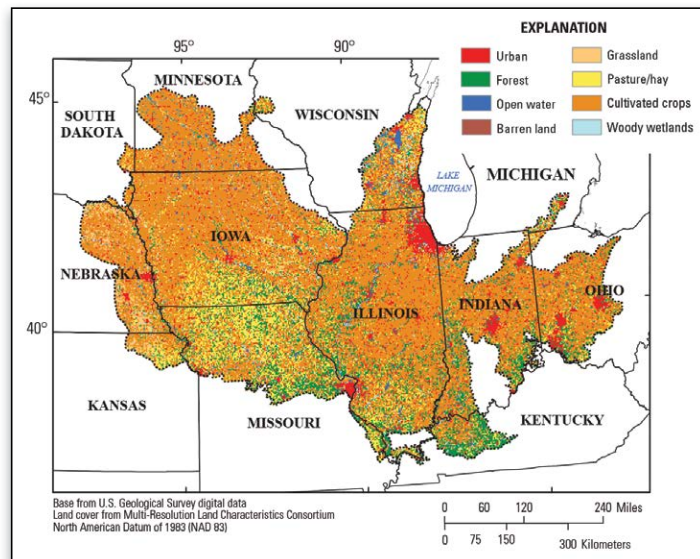 EXPLANATION
Urban
Forest
Open water
Barren land
Grassland
Pasture/hay
Cultivated crops
Woody wetlands
95°
90°
45°
40°
MINNESOTA
SOUTH
DAKOTA
WISCONSIN
LAKE
MICHIGAN
MICHIGAN
IOWA
NEBRASKA
ILLINOIS
INDIANA
OHIO
KANSAS
MISSOURI
KENTUCKY
Base from U.S. Geological Survey digital data
Land cover from Multi-Resolution Land Characteristics Consortium
North American Datum of 1983 (NAD 83)
0 60 120 240 Miles
0 75 150 300 Kilometers